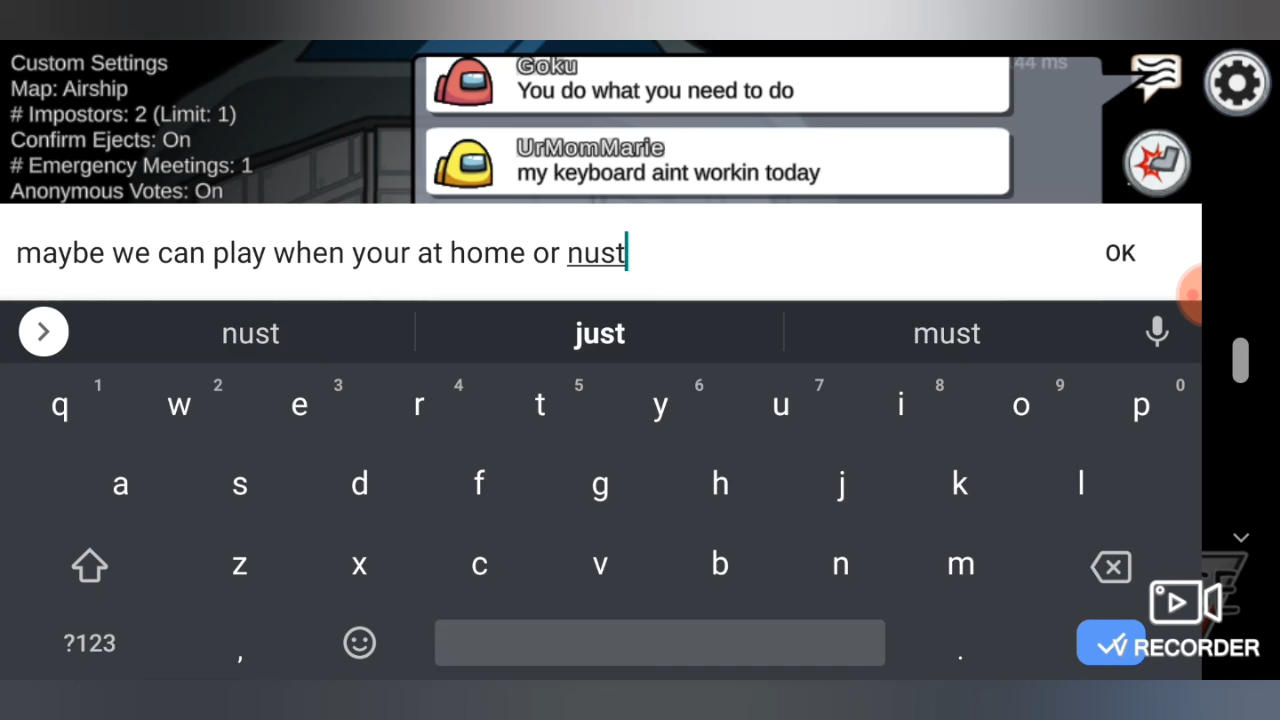 Custom Settings
Map: Airship
# Impostors: 2 (Limit: 1)
Confirm Ejects: On
# Emergency Meetings: 1
Anonymous Votes: On
Goku
You do what you need to do
44 ms
UrMomMarie
my keyboard aint workin today
maybe we can play when your at home or nust
OK
nust just must
1 2 3 4 5 6 7 8 9 0
q w e r t y u i o p
a s d f g h j k l
z x c v b n m
?123 , .
V RECORDER